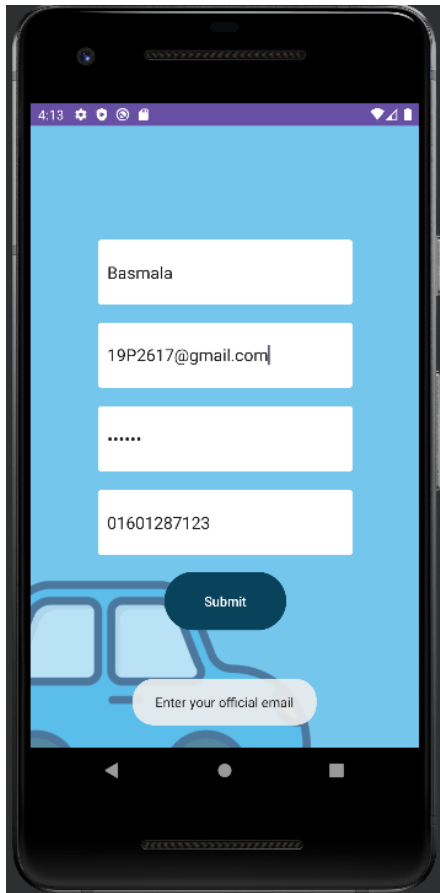 4:13
Basmala
19P2617@gmail.com
••••••
01601287123
Submit
Enter your official email